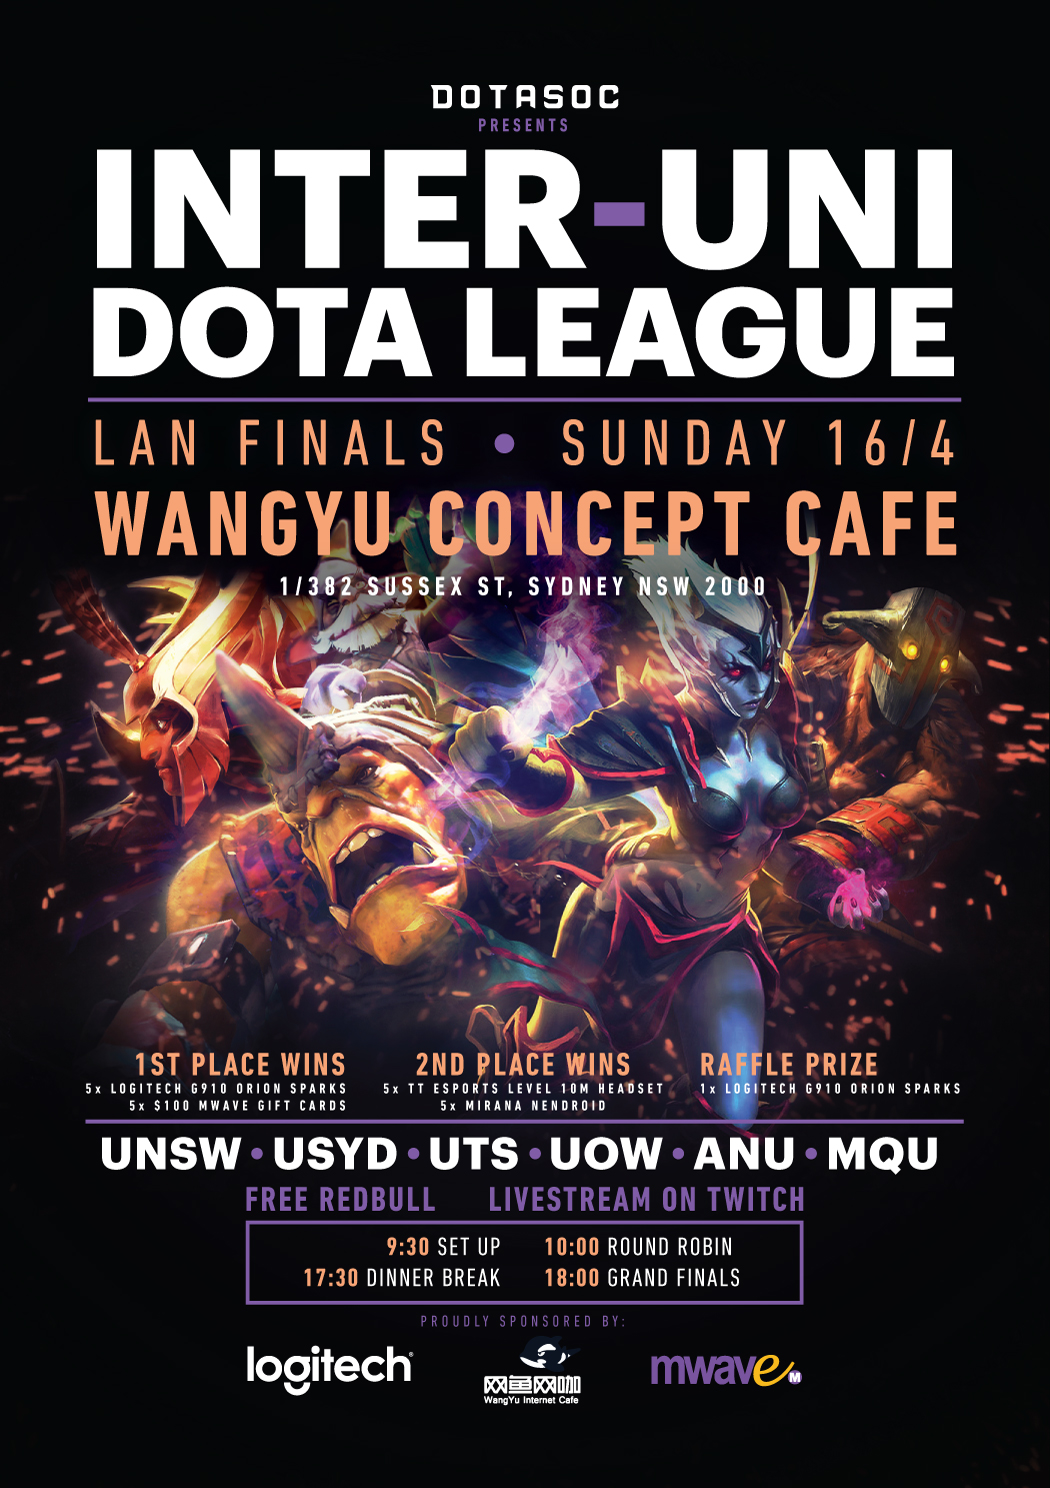 DOTASOC
PRESENTS
INTER-UNI
DOTA LEAGUE
LAN FINALS • SUNDAY 16/4
WANGYU CONCEPT CAFE
1/382 SUSSEX ST, SYDNEY NSW 2000
1ST PLACE WINS
5x LOGITECH G910 ORION SPARKS
5x $100 MWAVE GIFT CARDS
2ND PLACE WINS
5x TT ESPORTS LEVEL 10M HEADSET
5x MIRANA NENDROID
RAFFLE PRIZE
1x LOGITECH G910 ORION SPARKS
UNSW • USYD • UTS • UOW • ANU • MQU
FREE REDBULL LIVESTREAM ON TWITCH
9:30 SET UP 10:00 ROUND ROBIN
17:30 DINNER BREAK 18:00 GRAND FINALS
PROUDLY SPONSORED BY:
logitech®
网鱼网咖
WangYu Internet Cafe
mwave M